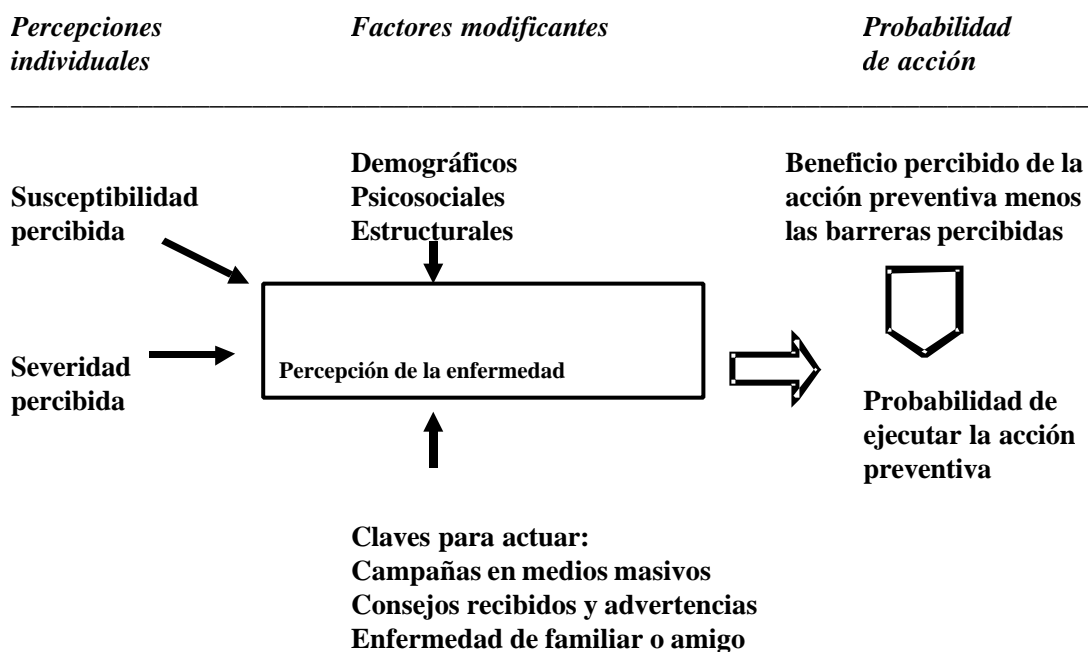 Percepciones
individuales
Factores modificantes
Probabilidad
de acción
Susceptibilidad
percibida
Demográficos
Psicosociales
Estructurales
Beneficio percibido de la
acción preventiva menos
las barreras percibidas
Severidad
percibida
Percepción de la enfermedad
Probabilidad de
ejecutar la acción
preventiva
Claves para actuar:
Campañas en medios masivos
Consejos recibidos y advertencias
Enfermedad de familiar o amigo